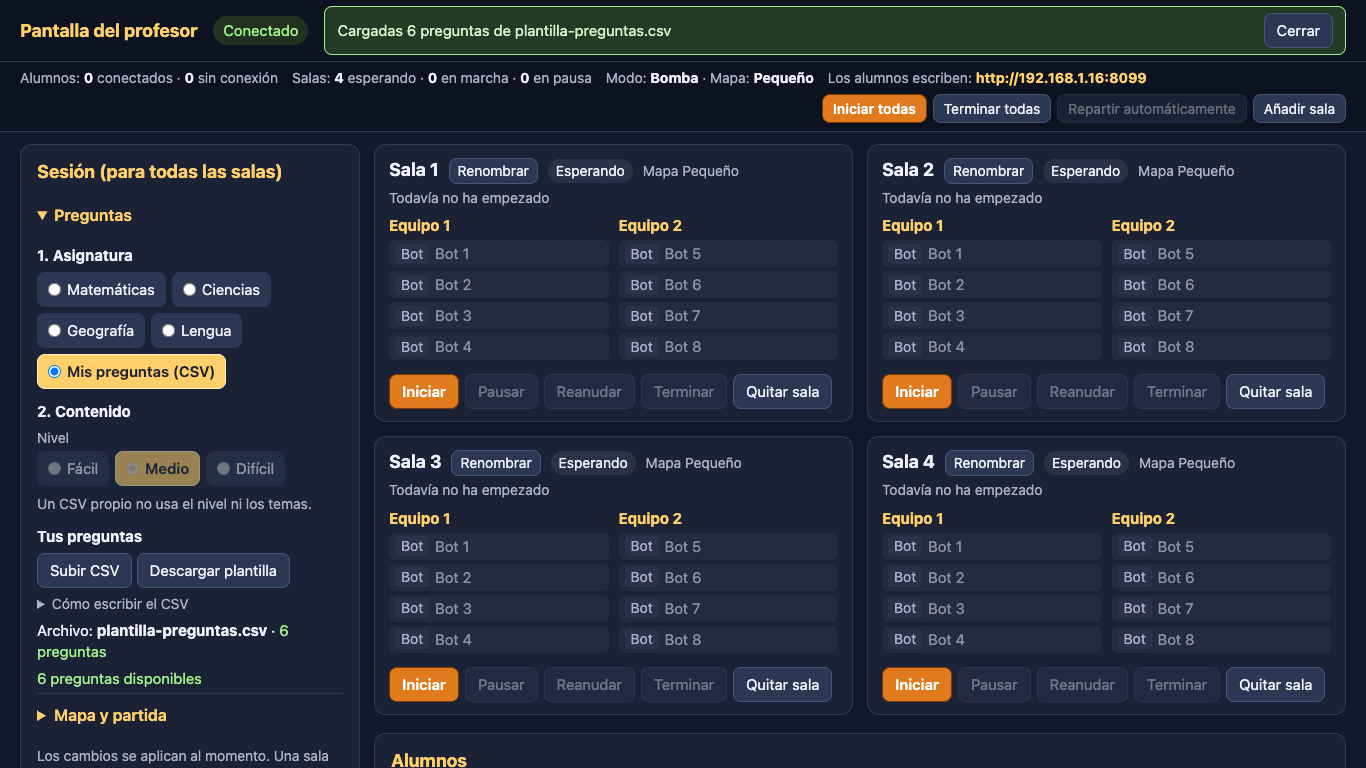 Pantalla del profesor
Conectado
Cargadas 6 preguntas de plantilla-preguntas.csv
Cerrar
Alumnos: 0 conectados · 0 sin conexión Salas: 4 esperando · 0 en marcha · 0 en pausa Modo: Bomba · Mapa: Pequeño Los alumnos escriben: http://192.168.1.16:8099
Iniciar todas Terminar todas Repartir automáticamente Añadir sala
Sesión (para todas las salas)
▼ Preguntas
1. Asignatura
Matemáticas Ciencias
Geografía Lengua
Mis preguntas (CSV)
2. Contenido
Nivel
Fácil Medio Difícil
Un CSV propio no usa el nivel ni los temas.
Tus preguntas
Subir CSV Descargar plantilla
▶ Cómo escribir el CSV
Archivo: plantilla-preguntas.csv · 6
preguntas
6 preguntas disponibles
▶ Mapa y partida
Los cambios se aplican al momento. Una sala
Sala 1 Renombrar Esperando Mapa Pequeño
Todavía no ha empezado
Equipo 1 Equipo 2
Bot Bot 1 Bot Bot 5
Bot Bot 2 Bot Bot 6
Bot Bot 3 Bot Bot 7
Bot Bot 4 Bot Bot 8
Iniciar Pausar Reanudar Terminar Quitar sala
Sala 2 Renombrar Esperando Mapa Pequeño
Todavía no ha empezado
Equipo 1 Equipo 2
Bot Bot 1 Bot Bot 5
Bot Bot 2 Bot Bot 6
Bot Bot 3 Bot Bot 7
Bot Bot 4 Bot Bot 8
Iniciar Pausar Reanudar Terminar Quitar sala
Sala 3 Renombrar Esperando Mapa Pequeño
Todavía no ha empezado
Equipo 1 Equipo 2
Bot Bot 1 Bot Bot 5
Bot Bot 2 Bot Bot 6
Bot Bot 3 Bot Bot 7
Bot Bot 4 Bot Bot 8
Iniciar Pausar Reanudar Terminar Quitar sala
Sala 4 Renombrar Esperando Mapa Pequeño
Todavía no ha empezado
Equipo 1 Equipo 2
Bot Bot 1 Bot Bot 5
Bot Bot 2 Bot Bot 6
Bot Bot 3 Bot Bot 7
Bot Bot 4 Bot Bot 8
Iniciar Pausar Reanudar Terminar Quitar sala
Alumnos